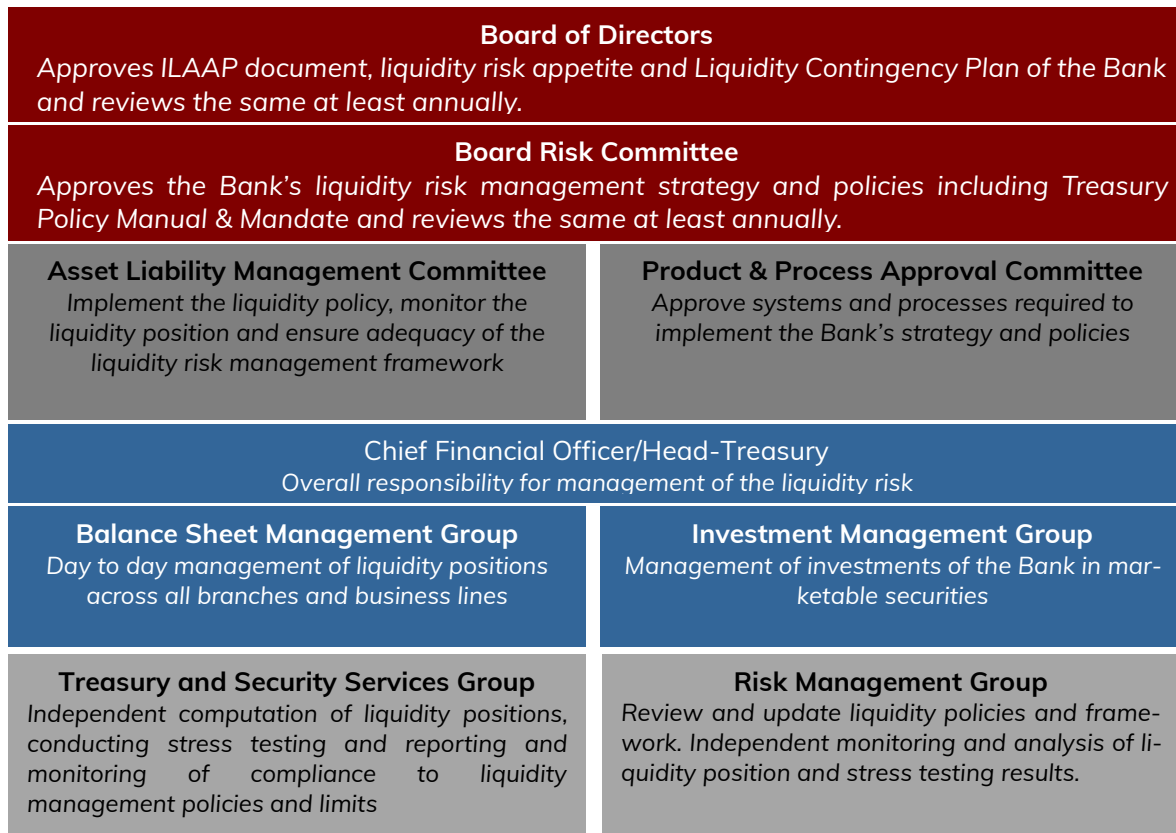 Board of Directors
Approves ILAAP document, liquidity risk appetite and Liquidity Contingency Plan of the Bank
and reviews the same at least annually.
Board Risk Committee
Approves the Bank's liquidity risk management strategy and policies including Treasury
Policy Manual & Mandate and reviews the same at least annually.
Asset Liability Management Committee
Implement the liquidity policy, monitor the
liquidity position and ensure adequacy of the
liquidity risk management framework
Product & Process Approval Committee
Approve systems and processes required to
implement the Bank's strategy and policies
Chief Financial Officer/Head-Treasury
Overall responsibility for management of the liquidity risk
Balance Sheet Management Group
Day to day management of liquidity positions
across all branches and business lines
Investment Management Group
Management of investments of the Bank in mar-
ketable securities
Treasury and Security Services Group
Independent computation of liquidity positions,
conducting stress testing and reporting and
monitoring of compliance to liquidity
management policies and limits
Risk Management Group
Review and update liquidity policies and frame-
work. Independent monitoring and analysis of li-
quidity position and stress testing results.